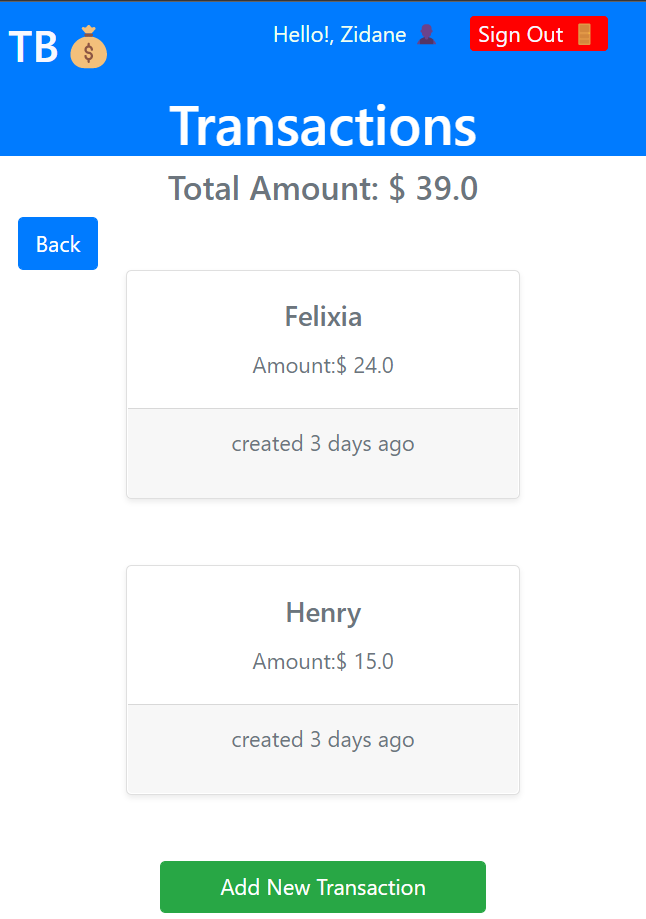 TB
Hello!, Zidane
Sign Out
Transactions
Total Amount: $ 39.0
Back
Felixia
Amount:$ 24.0
created 3 days ago
Henry
Amount:$ 15.0
created 3 days ago
Add New Transaction